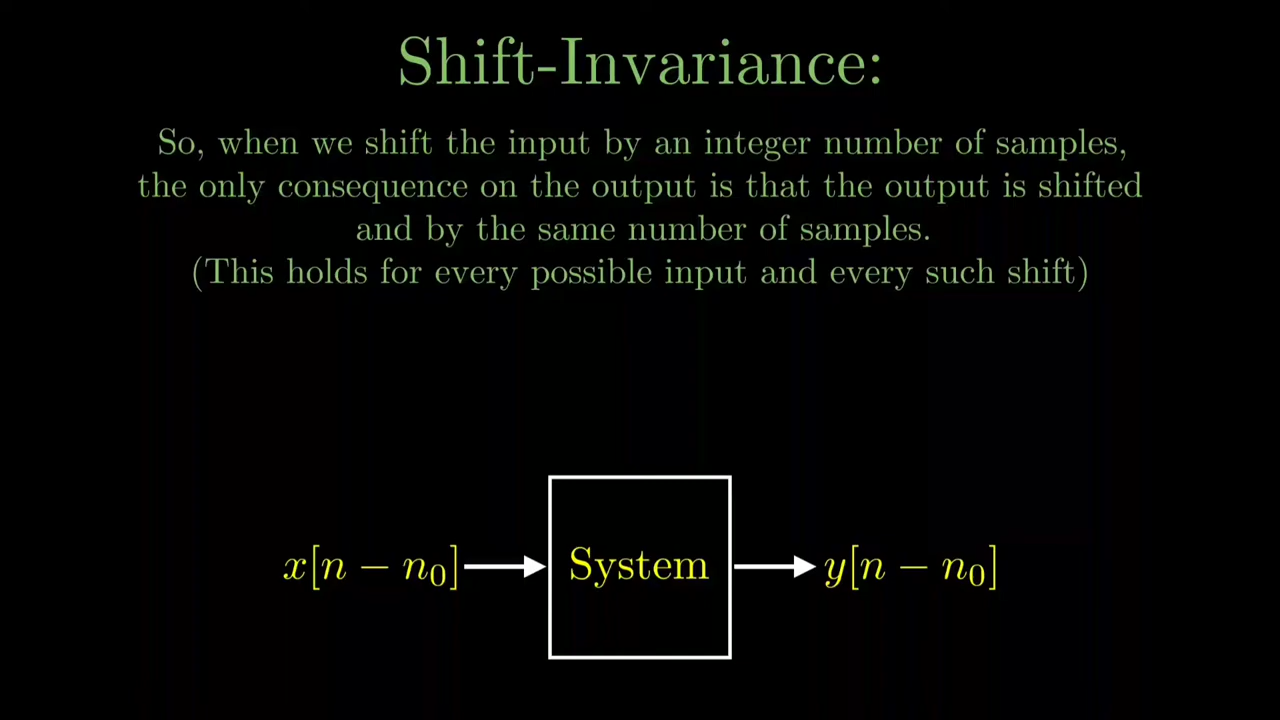 Shift-Invariance:
So, when we shift the input by an integer number of samples,
the only consequence on the output is that the output is shifted
and by the same number of samples.
(This holds for every possible input and every such shift)
x[n − n₀] System y[n − n₀]